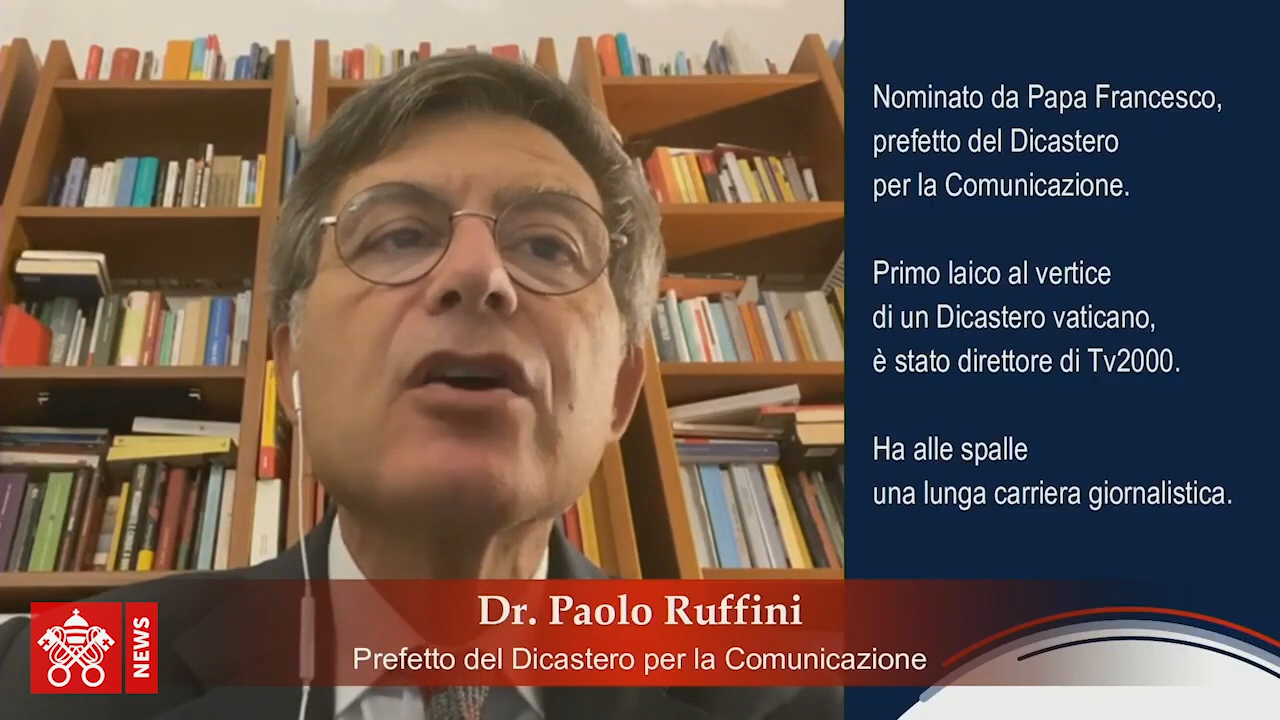 Nominato da Papa Francesco,
prefetto del Dicastero
per la Comunicazione.
Primo laico al vertice
di un Dicastero vaticano,
è stato direttore di Tv2000.
Ha alle spalle
una lunga carriera giornalistica.
Dr. Paolo Ruffini
Prefetto del Dicastero per la Comunicazione
NEWS